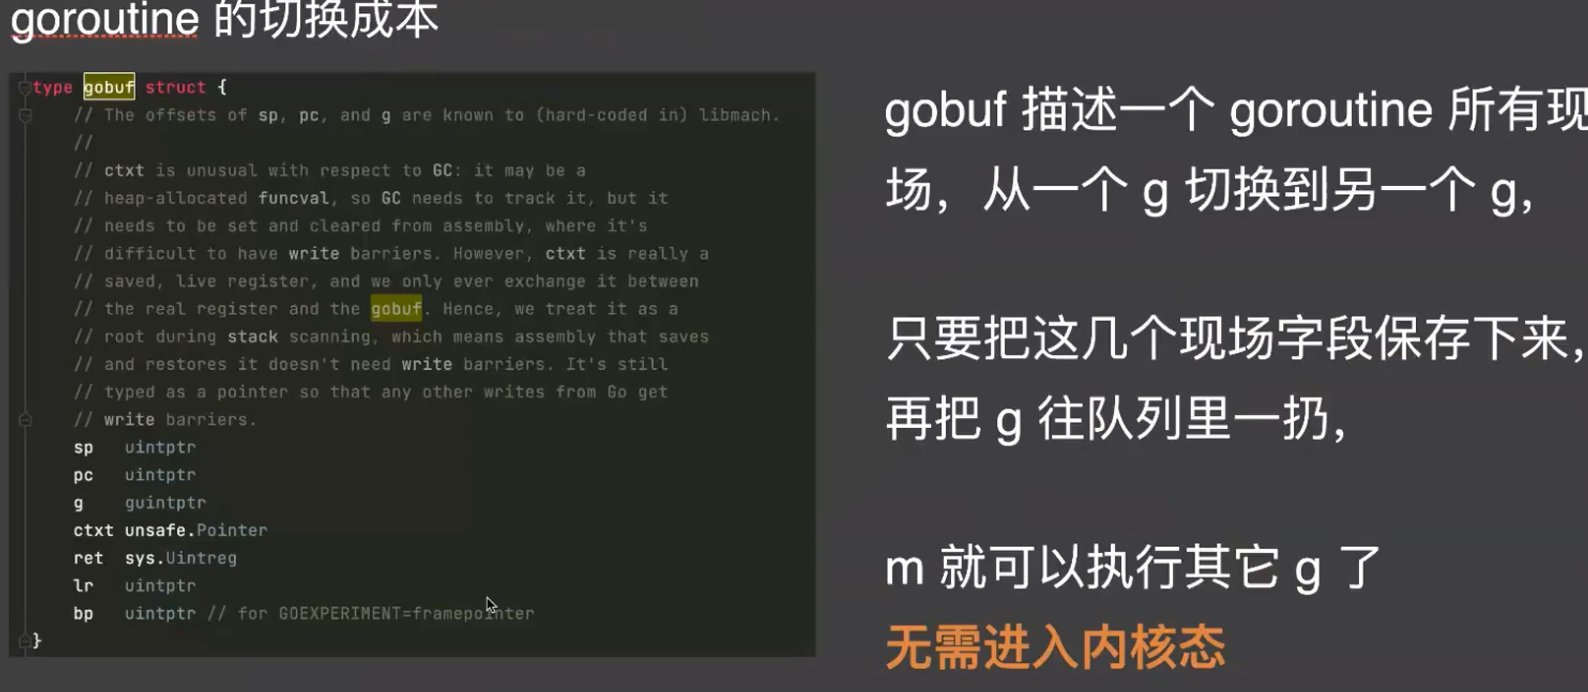 goroutine 的切换成本
type gobuf struct {
// The offsets of sp, pc, and g are known to (hard-coded in) libmach.
//
// ctxt is unusual with respect to GC: it may be a
// heap-allocated funcval, so GC needs to track it, but it
// needs to be set and cleared from assembly, where it's
// difficult to have write barriers. However, ctxt is really a
// saved, live register, and we only ever exchange it between
// the real register and the gobuf. Hence, we treat it as a
// root during stack scanning, which means assembly that saves
// and restores it doesn't need write barriers. It's still
// typed as a pointer so that any other writes from Go get
// write barriers.
sp uintptr
pc uintptr
g guintptr
ctxt unsafe.Pointer
ret sys.Uintreg
lr uintptr
bp uintptr // for GOEXPERIMENT=framepointer
}
gobuf 描述一个 goroutine 所有现
场，从一个 g 切换到另一个 g，
只要把这几个现场字段保存下来，
再把 g 往队列里一扔，
m 就可以执行其它 g 了
无需进入内核态